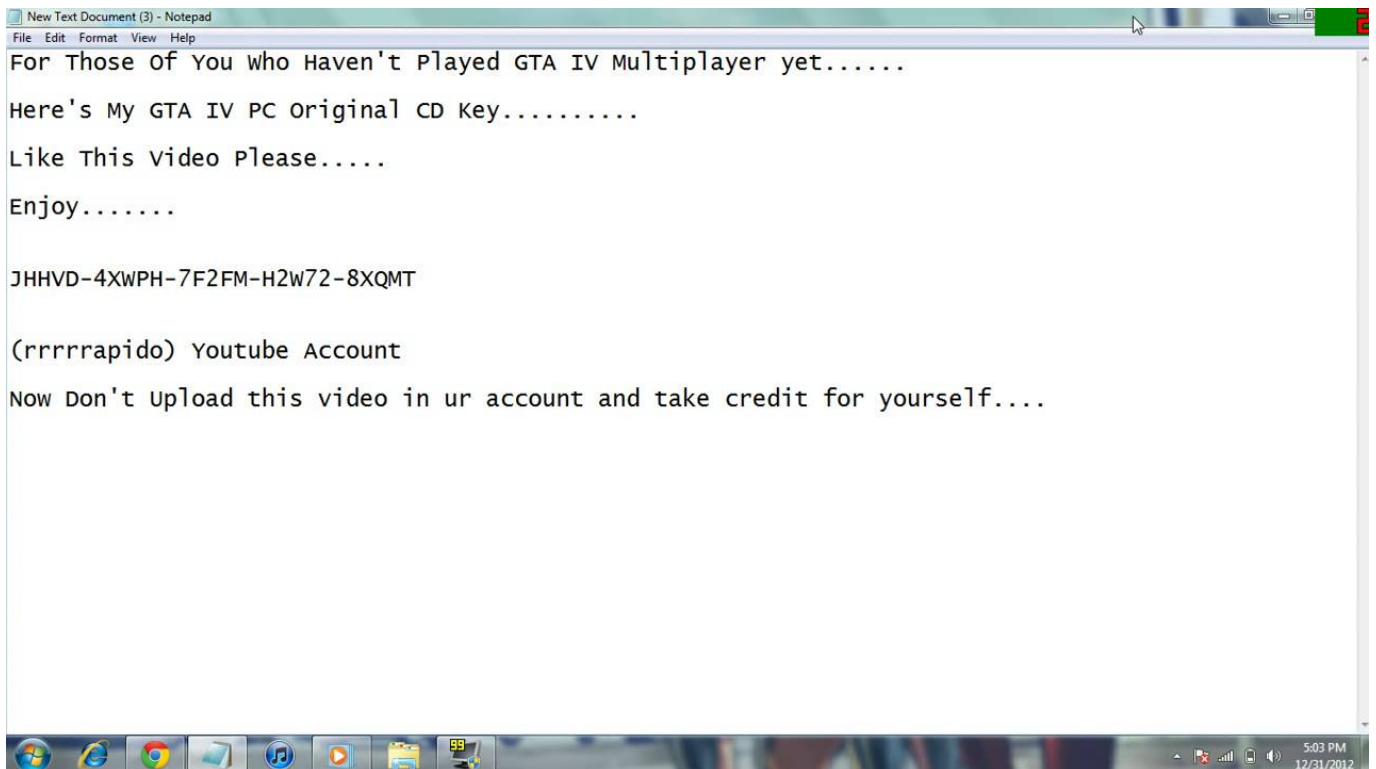 New Text Document (3) - Notepad
File Edit Format View Help
For Those Of You Who Haven't Played GTA IV Multiplayer yet......
Here's My GTA IV PC Original CD Key..........
Like This Video Please.....
Enjoy.......
JHHVD-4XWPH-7F2FM-H2W72-8XQMT
(rrrrrapido) Youtube Account
Now Don't Upload this video in ur account and take credit for yourself....
99
5:03 PM
12/31/2012